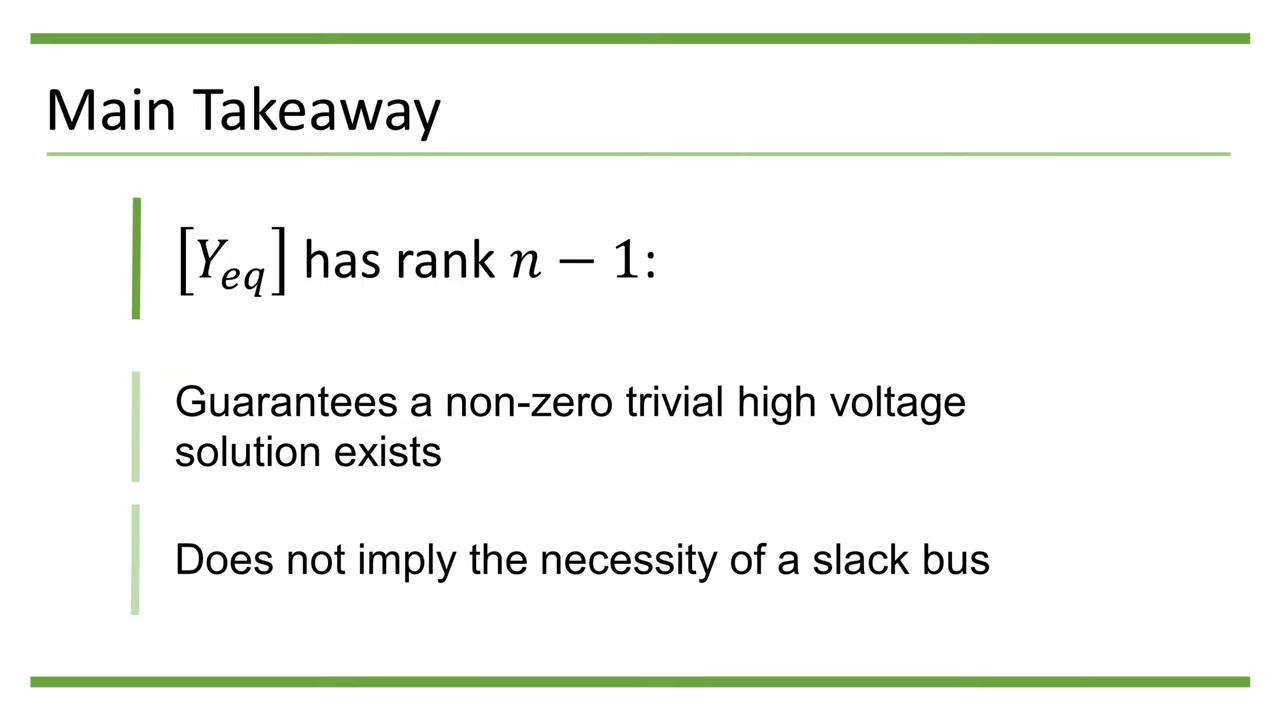 Main Takeaway
[Y_eq] has rank n − 1:
Guarantees a non-zero trivial high voltage
solution exists
Does not imply the necessity of a slack bus